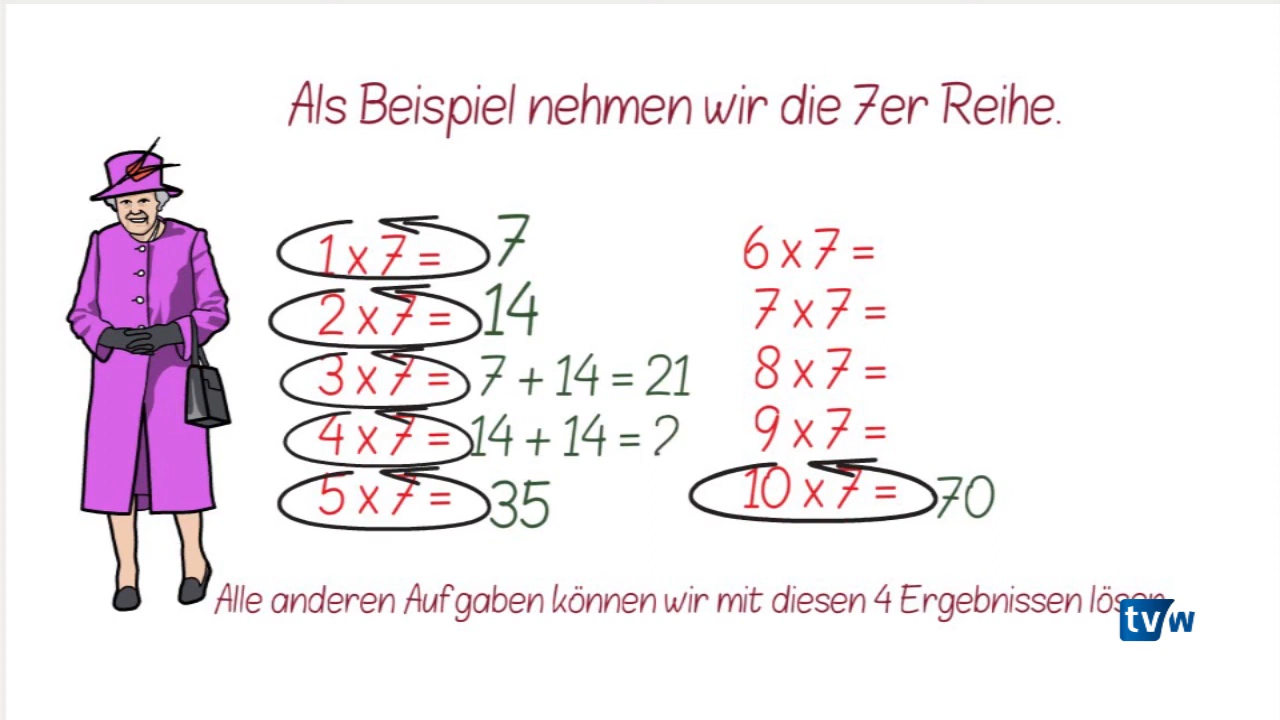 Als Beispiel nehmen wir die 7er Reihe.
1 x 7 = 7
2 x 7 = 14
3 x 7 = 7 + 14 = 21
4 x 7 = 14 + 14 = ?
5 x 7 = 35
6 x 7 =
7 x 7 =
8 x 7 =
9 x 7 =
10 x 7 = 70
Alle anderen Aufgaben können wir mit diesen 4 Ergebnissen lösen
tvw